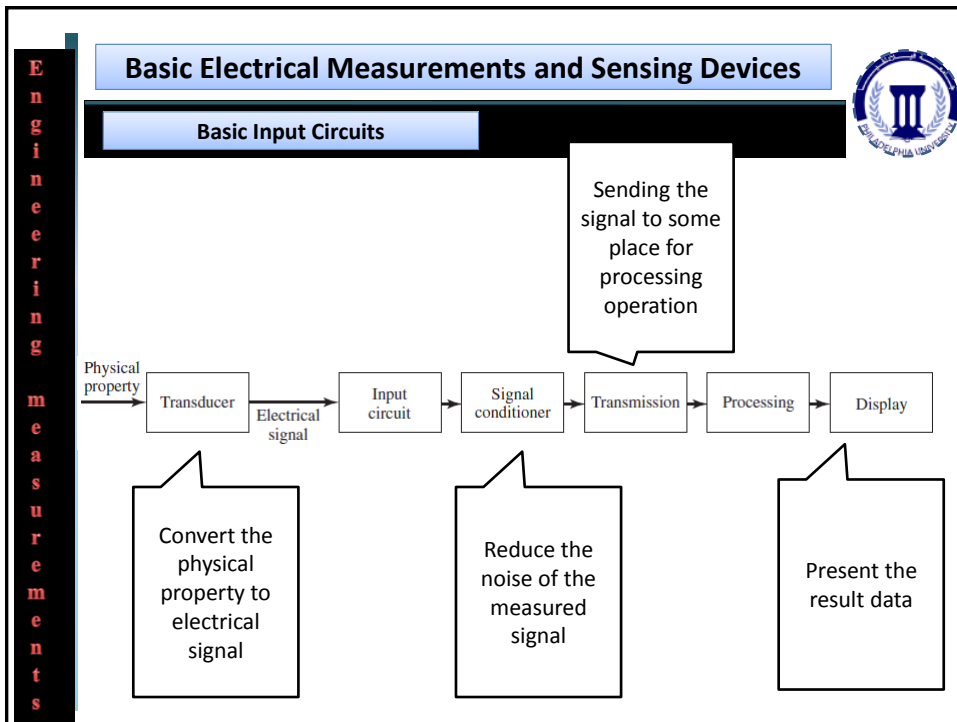 Engineering measurements
Basic Electrical Measurements and Sensing Devices
Basic Input Circuits
PHILADELPHIA UNIVERSITY
Sending the
signal to some
place for
processing
operation
Physical
property
Transducer
Electrical
signal
Input
circuit
Signal
conditioner
Transmission
Processing
Display
Convert the
physical
property to
electrical
signal
Reduce the
noise of the
measured
signal
Present the
result data